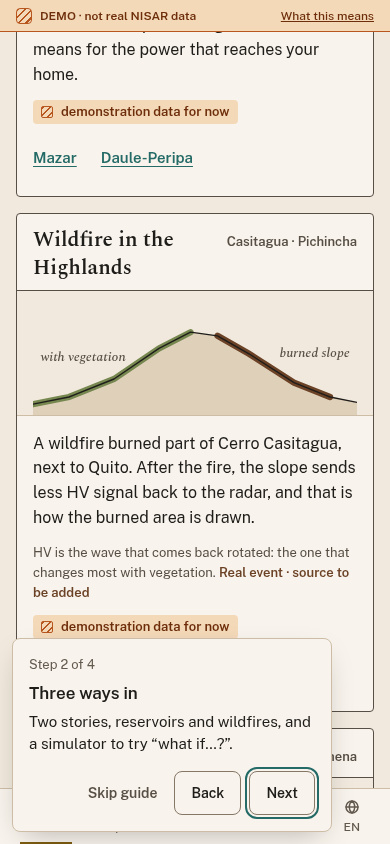 DEMO · not real NISAR data
What this means
means for the power that reaches your
home.
demonstration data for now
Mazar
Daule-Peripa
Wildfire in the
Highlands
Casitagua · Pichincha
with vegetation
burned slope
A wildfire burned part of Cerro Casitagua,
next to Quito. After the fire, the slope sends
less HV signal back to the radar, and that is
how the burned area is drawn.
HV is the wave that comes back rotated: the one that
changes most with vegetation. Real event · source to
be added
demonstration data for now
Step 2 of 4
Three ways in
Two stories, reservoirs and wildfires, and
a simulator to try “what if…?”.
Skip guide
Back
Next
EN